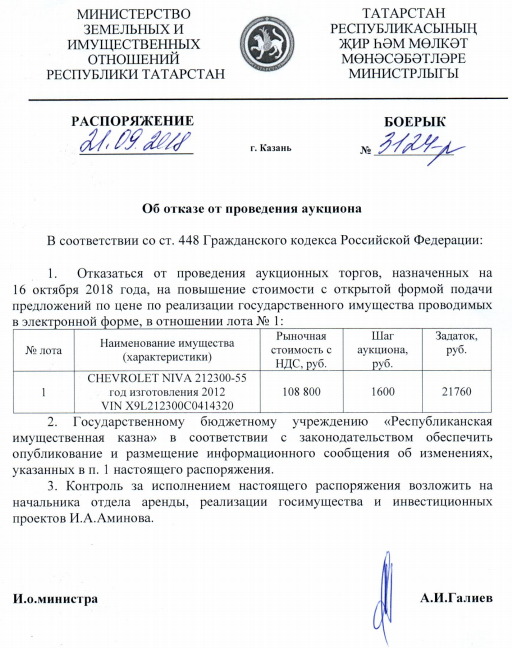 МИНИСТЕРСТВО
ЗЕМЕЛЬНЫХ И
ИМУЩЕСТВЕННЫХ
ОТНОШЕНИЙ
РЕСПУБЛИКИ ТАТАРСТАН
ТАТАРСТАН
РЕСПУБЛИКАСЫНЫҢ
ҖИР ҺӘМ МӨЛКӘТ
МӨНӘСӘБӘТЛӘРЕ
МИНИСТРЛЫГЫ
РАСПОРЯЖЕНИЕ
БОЕРЫК
21.09.2018
г. Казань
№ 3124-р
Об отказе от проведения аукциона
В соответствии со ст. 448 Гражданского кодекса Российской Федерации:
1. Отказаться от проведения аукционных торгов, назначенных на
16 октября 2018 года, на повышение стоимости с открытой формой подачи
предложений по цене по реализации государственного имущества проводимых
в электронной форме, в отношении лота № 1:
№ лота
Наименование имущества
(характеристики)
Рыночная
стоимость с
НДС, руб.
Шаг
аукциона,
руб.
Задаток,
руб.
1
CHEVROLET NIVA 212300-55
год изготовления 2012
VIN X9L212300C0414320
108 800
1600
21760
2. Государственному бюджетному учреждению «Республиканская
имущественная казна» в соответствии с законодательством обеспечить
опубликование и размещение информационного сообщения об изменениях,
указанных в п. 1 настоящего распоряжения.
3. Контроль за исполнением настоящего распоряжения возложить на
начальника отдела аренды, реализации госимущества и инвестиционных
проектов И.А.Аминова.
И.о.министра
А.И.Галиев